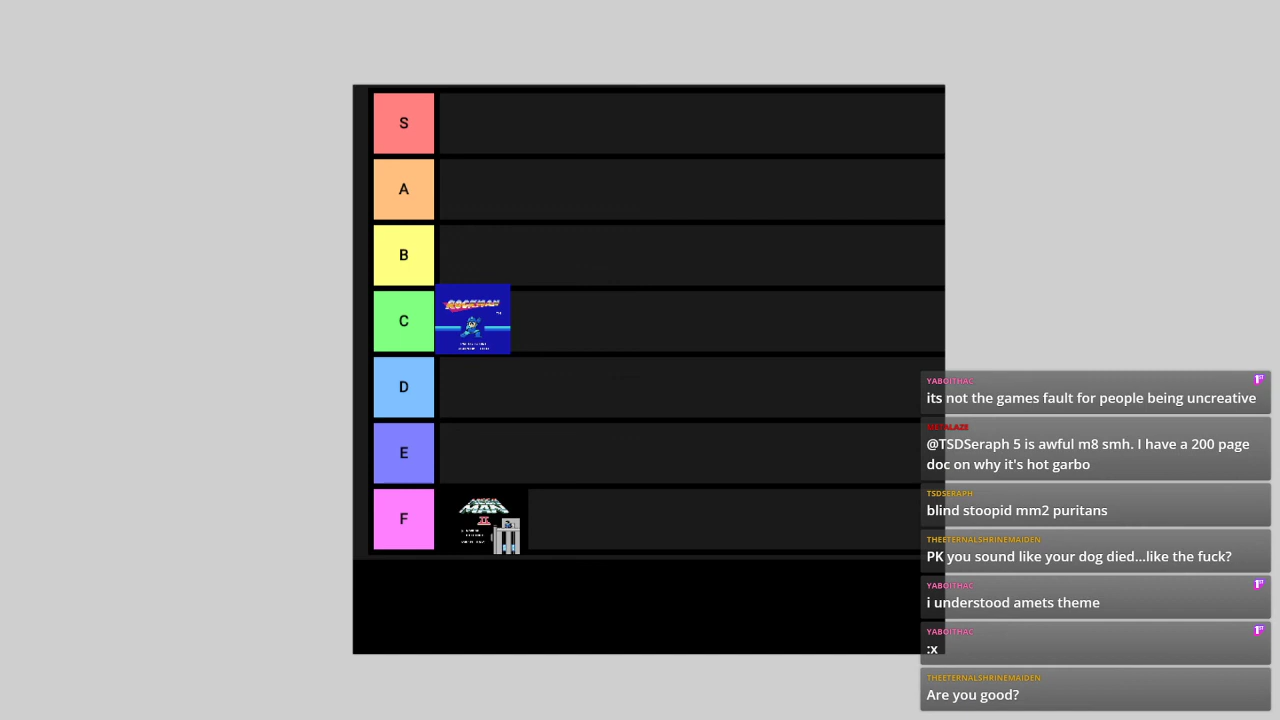 S
A
B
C
ROCKMAN
D
E
F
MEGA
MAN
II
YABOITHAC
its not the games fault for people being uncreative
METALAZE
@TSDSeraph 5 is awful m8 smh. I have a 200 page
doc on why it's hot garbo
TSDSERAPH
blind stoopid mm2 puritans
THEETERNALSHRINEMAIDEN
PK you sound like your dog died...like the fuck?
YABOITHAC
i understood amets theme
YABOITHAC
:x
THEETERNALSHRINEMAIDEN
Are you good?